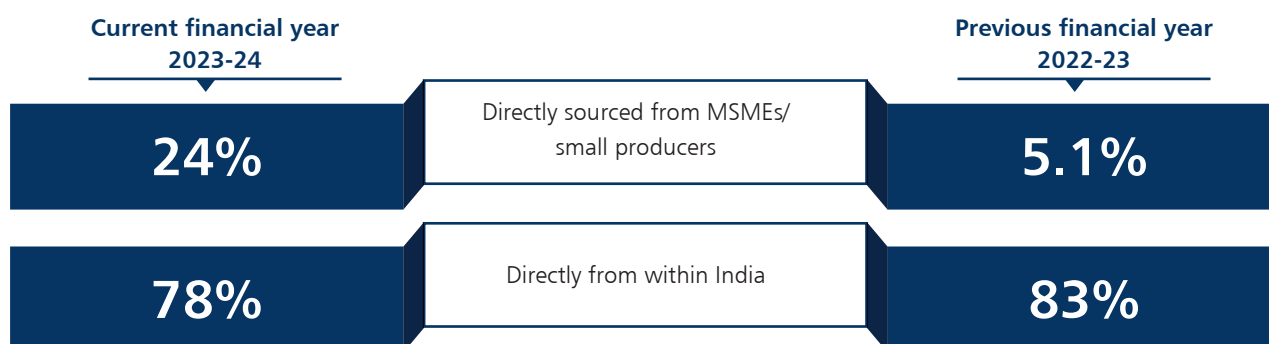 Current financial year
2023-24
Previous financial year
2022-23
24%
Directly sourced from MSMEs/
small producers
5.1%
78%
Directly from within India
83%